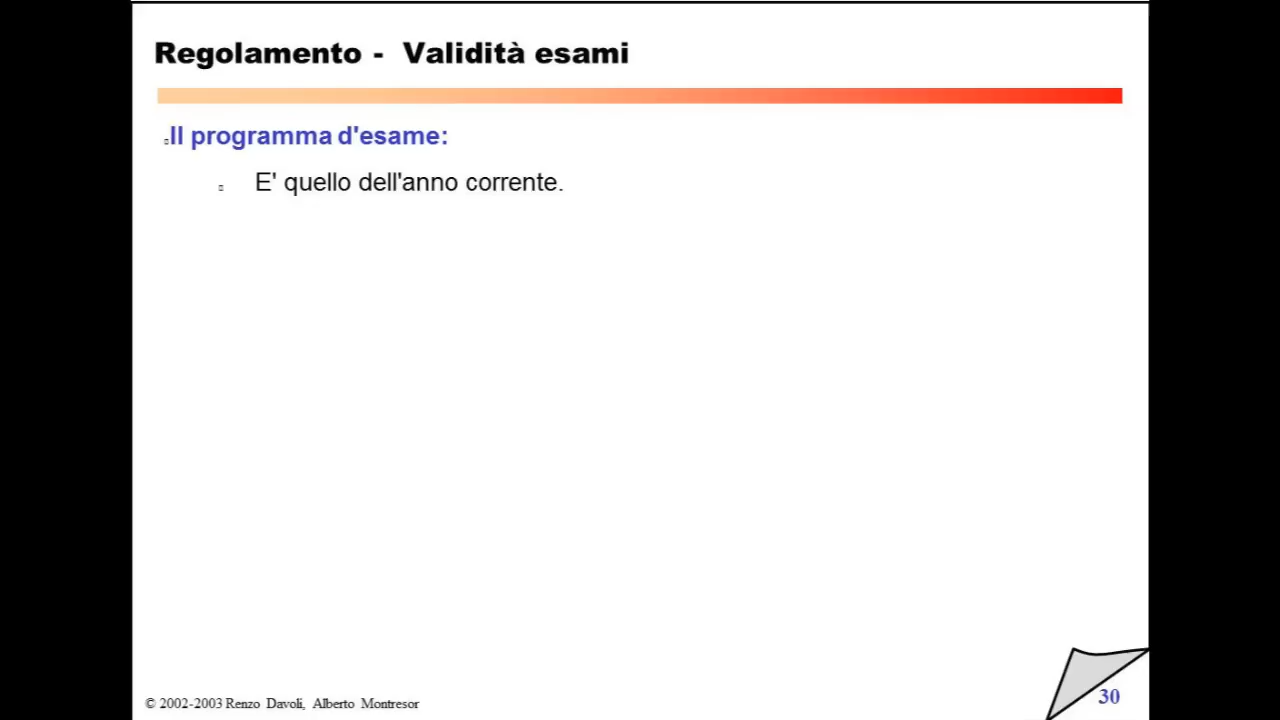 Regolamento - Validità esami
Il programma d'esame:
E' quello dell'anno corrente.
© 2002-2003 Renzo Davoli, Alberto Montresor
30